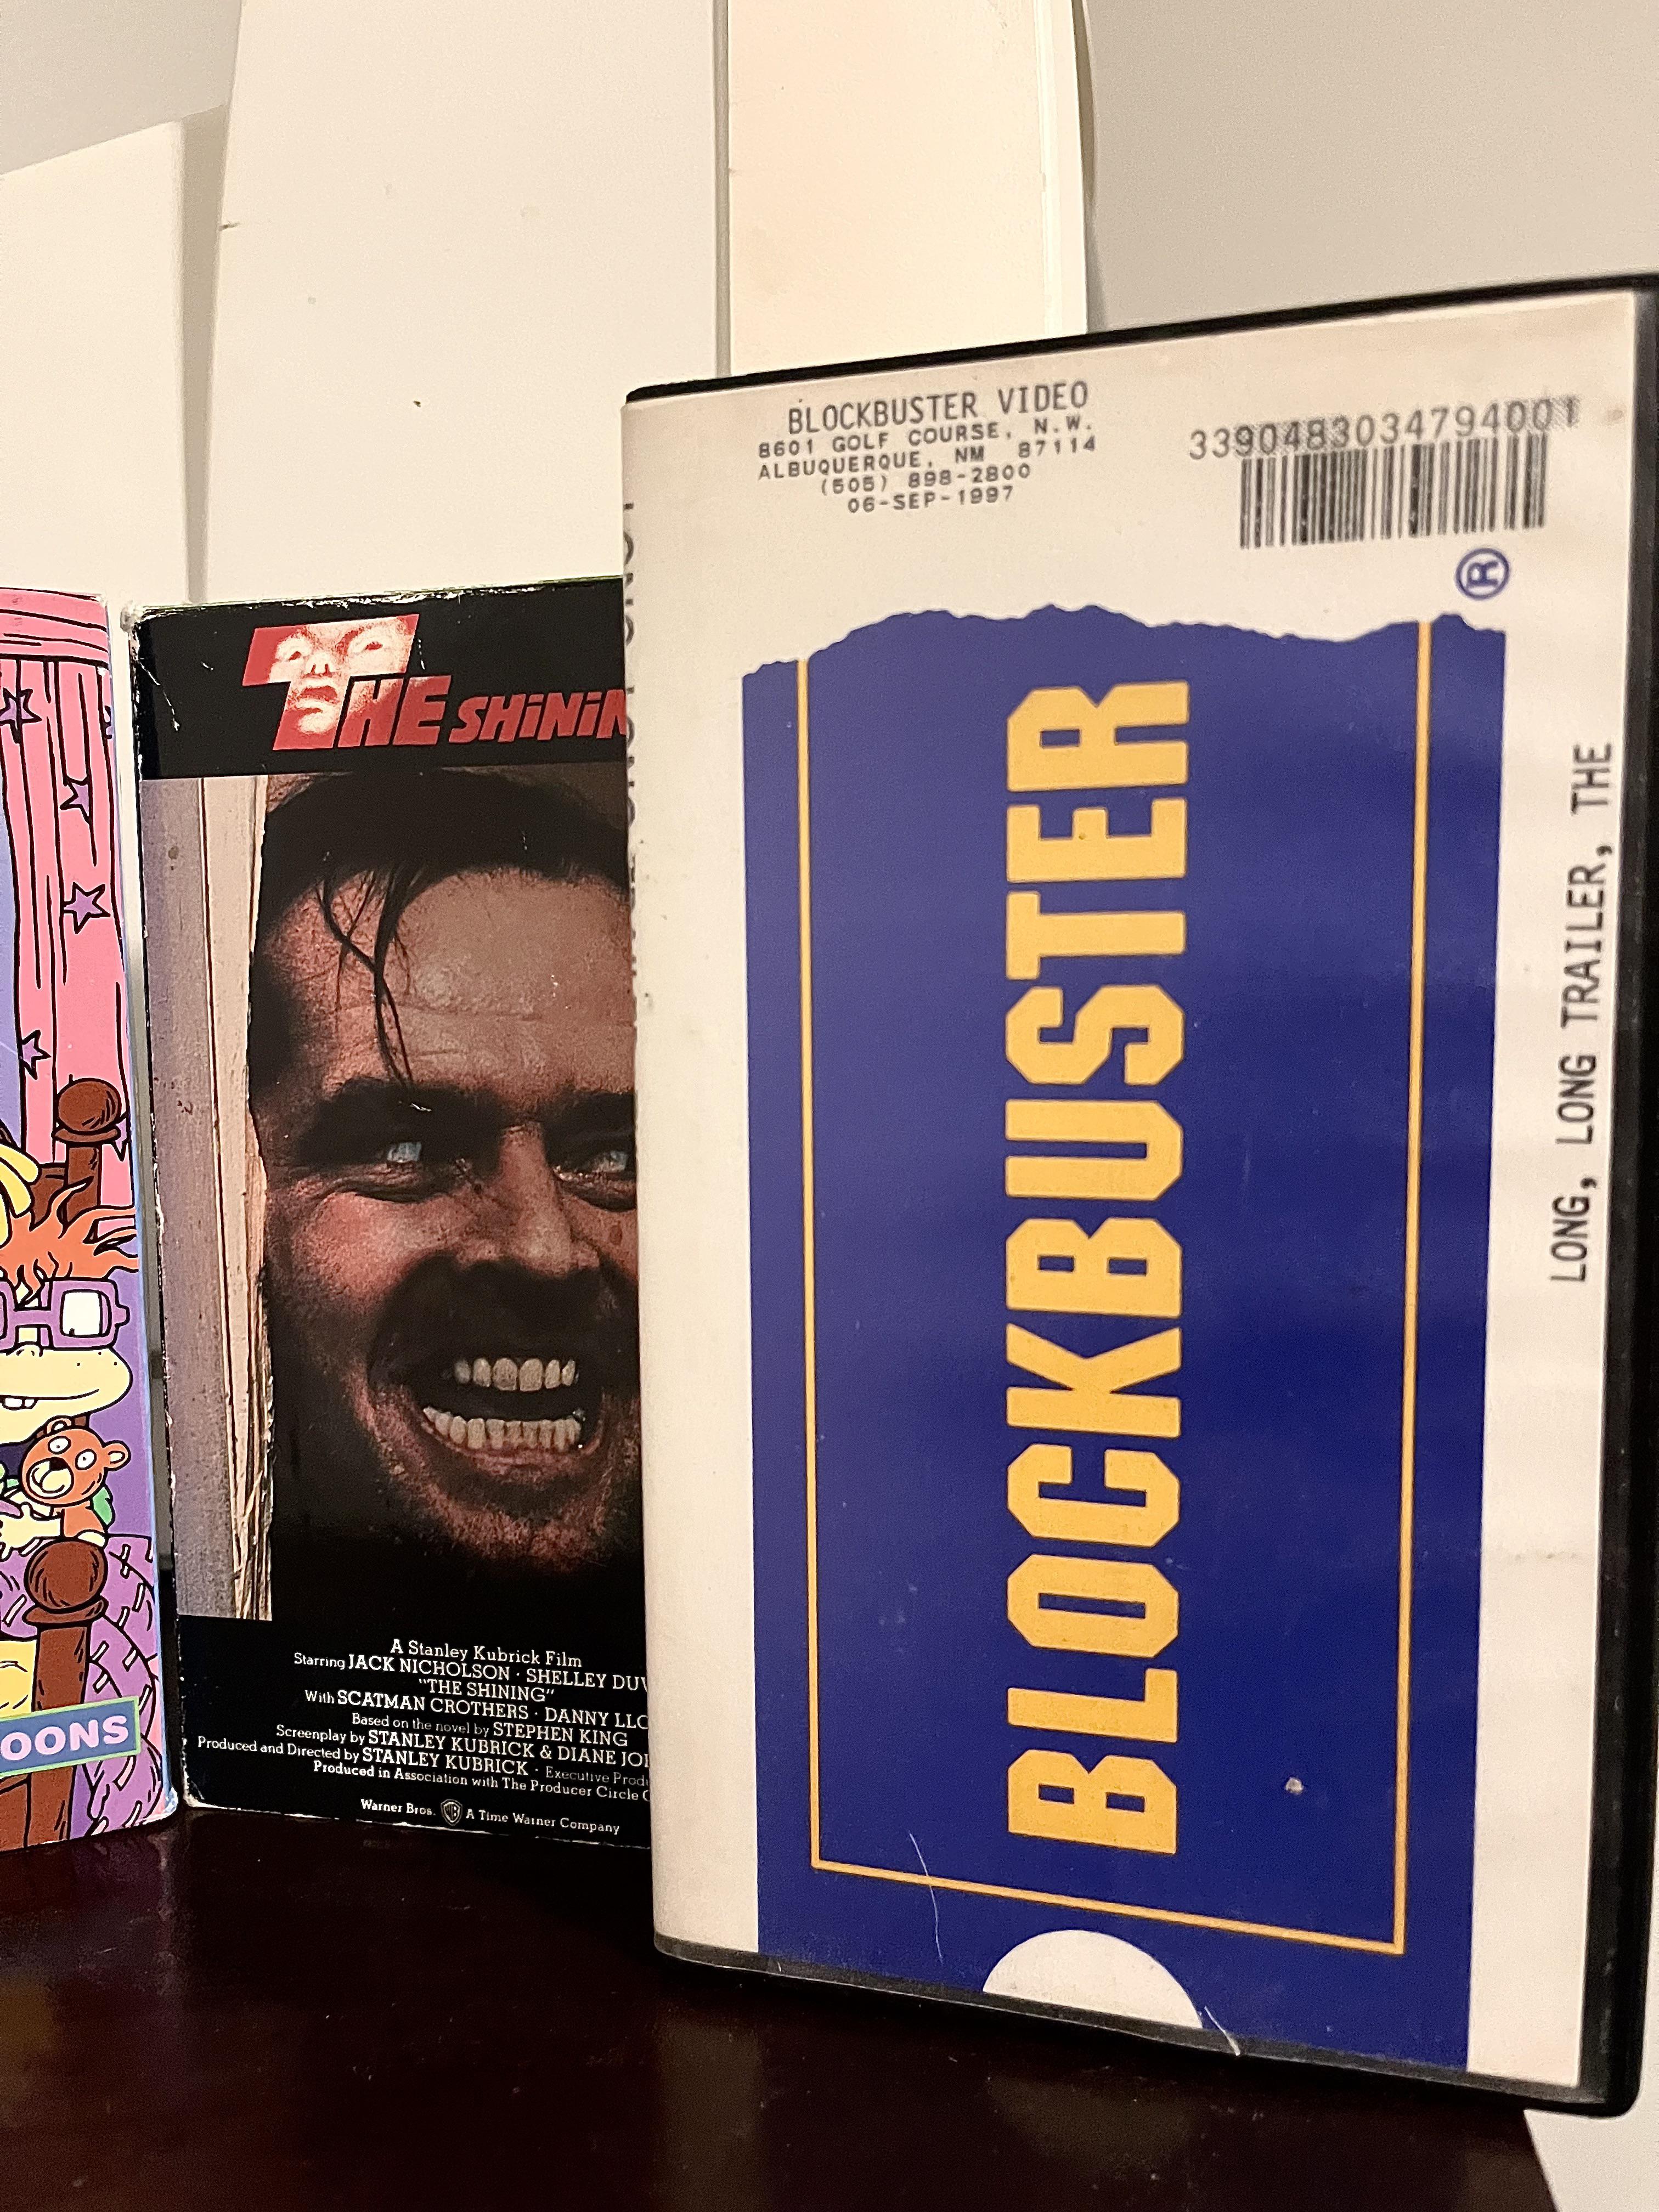 OONS
THE SHININ
A Stanley Kubrick Film
Starring JACK NICHOLSON · SHELLEY DUV
"THE SHINING"
With SCATMAN CROTHERS · DANNY LLO
Based on the novel by STEPHEN KING
Screenplay by STANLEY KUBRICK & DIANE JO
Produced and Directed by STANLEY KUBRICK · Executive Produ
Produced in Association with The Producer Circle C
Warner Bros. WB A Time Warner Company
BLOCKBUSTER VIDEO
8601 GOLF COURSE, N.W.
ALBUQUERQUE, NM 87114
(505) 898-2800
06-SEP-1997
3390483034794001
BLOCKBUSTER®
LONG, LONG TRAILER, THE